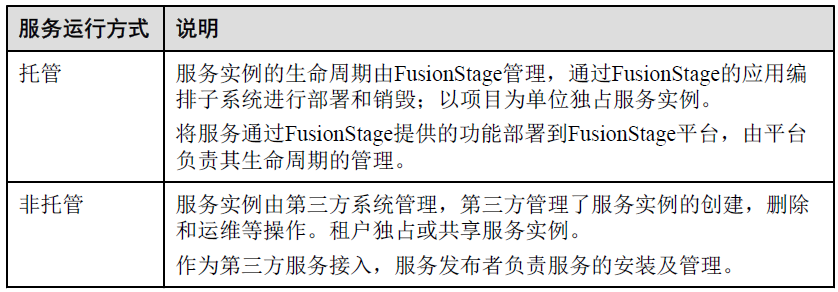 服务运行方式 说明
托管 服务实例的生命周期由FusionStage管理，通过FusionStage的应用编
排子系统进行部署和销毁；以项目为单位独占服务实例。
将服务通过FusionStage提供的功能部署到FusionStage平台，由平台
负责其生命周期的管理。
非托管 服务实例由第三方系统管理，第三方管理了服务实例的创建，删除
和运维等操作。租户独占或共享服务实例。
作为第三方服务接入，服务发布者负责服务的安装及管理。